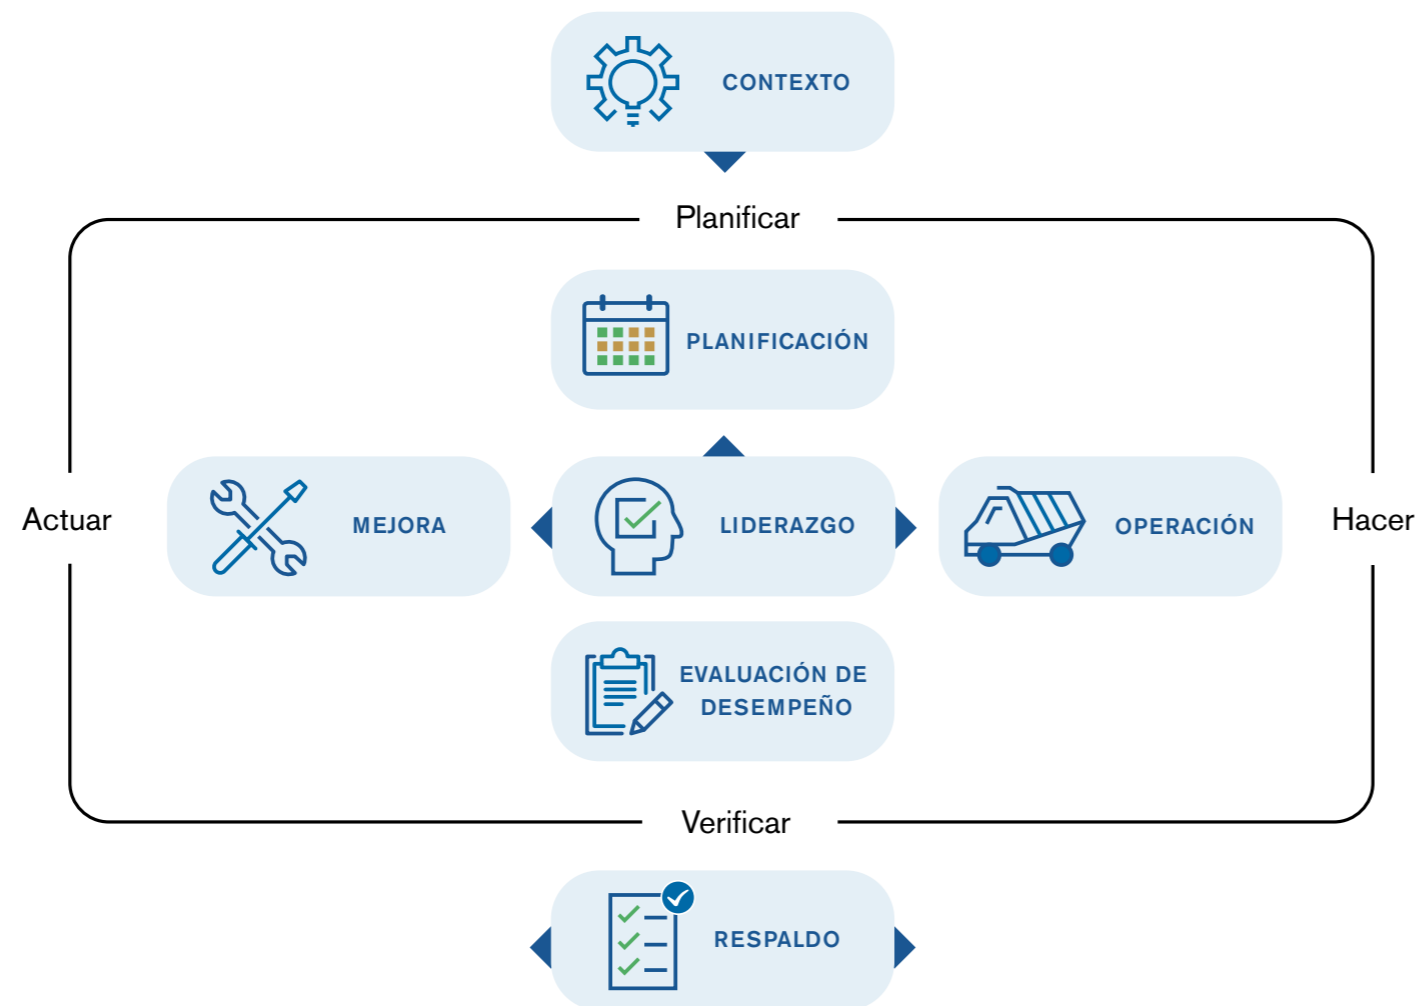 CONTEXTO
Planificar
PLANIFICACIÓN
Actuar
MEJORA
LIDERAZGO
OPERACIÓN
Hacer
EVALUACIÓN DE
DESEMPEÑO
Verificar
RESPALDO